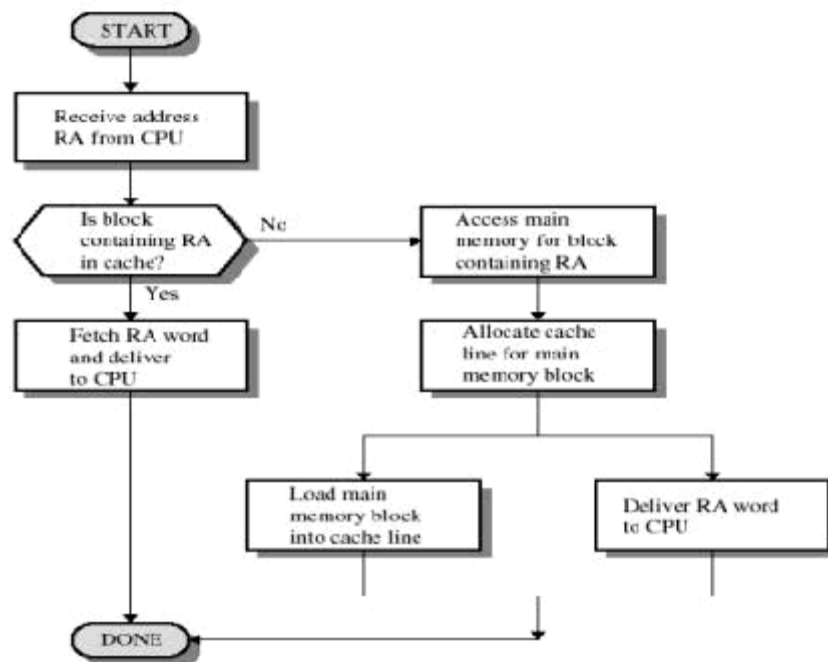 START
Receive address
RA from CPU
Is block
containing RA
in cache?
No
Yes
Access main
memory for block
containing RA
Fetch RA word
and deliver
to CPU
Allocate cache
line for main
memory block
Load main
memory block
into cache line
Deliver RA word
to CPU
DONE